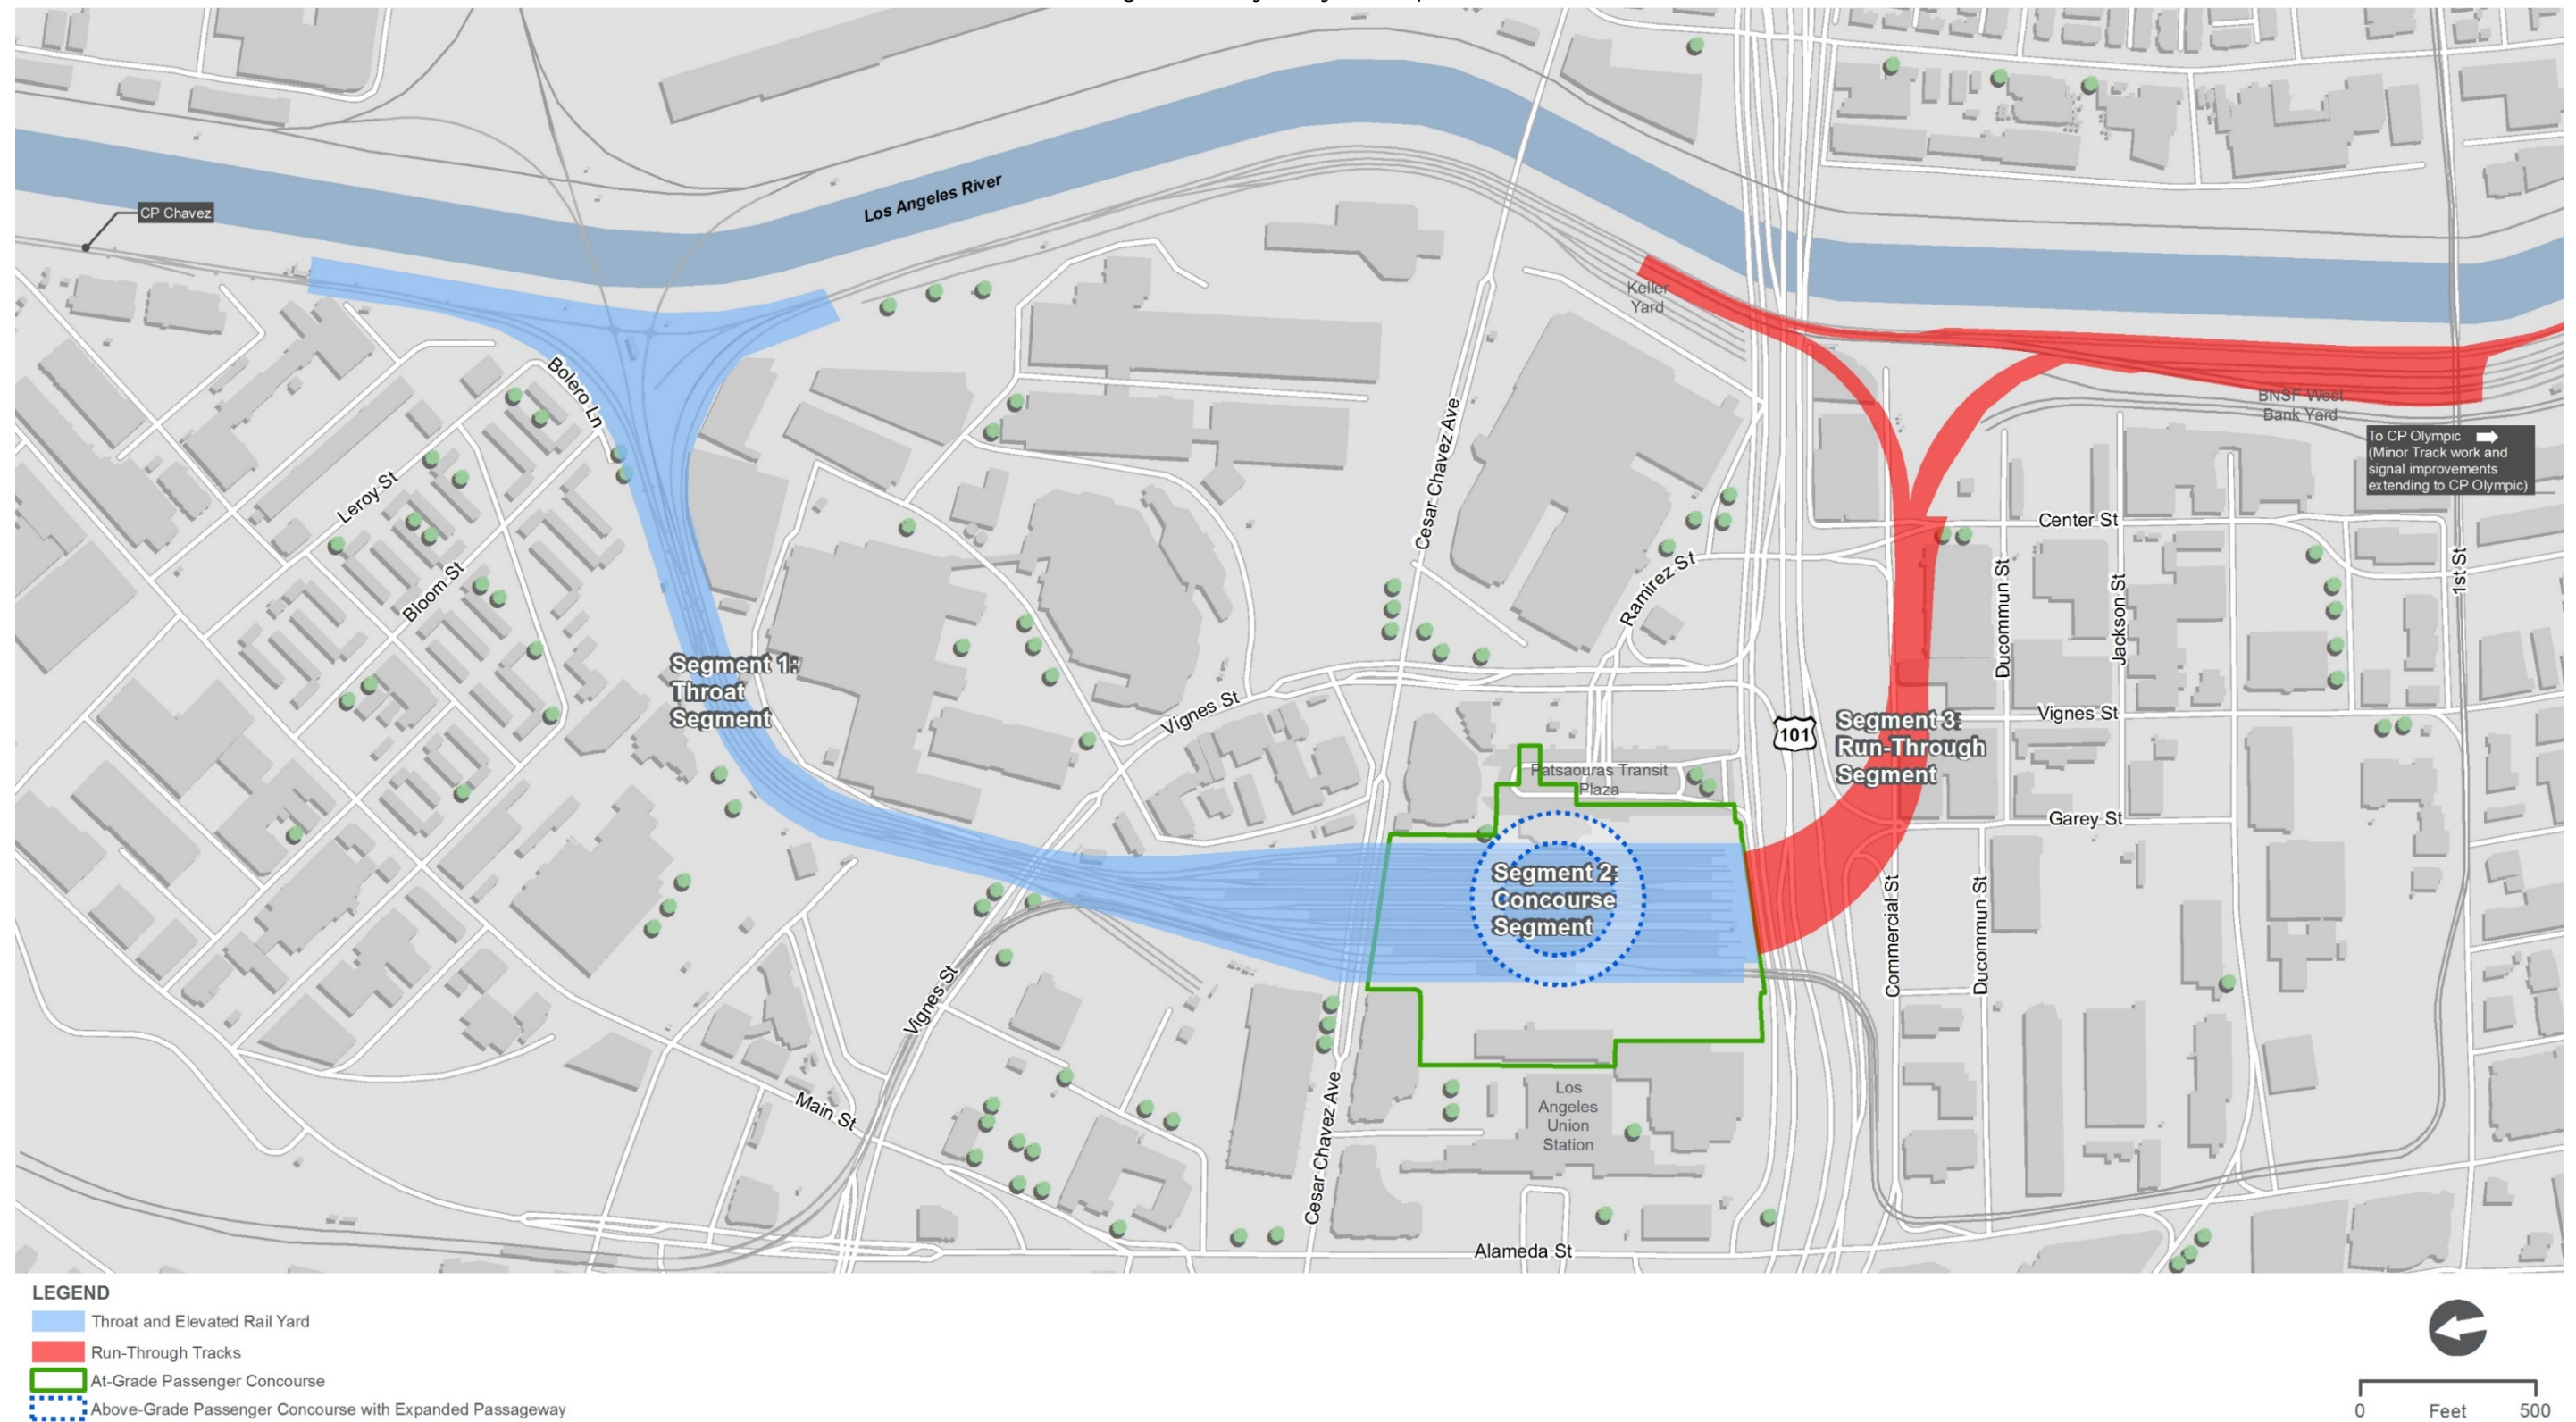 CP Chavez
Los Angeles River
Keller
Yard
BNSF West
Bank Yard
To CP Olympic
(Minor Track work and
signal improvements
extending to CP Olympic)
Bolero Ln
Leroy St
Bloom St
Cesar Chavez Ave
Ramirez St
Center St
Ducommun St
Jackson St
1st St
Segment 1:
Throat
Segment
Vignes St
101
Segment 3:
Run-Through
Segment
Vignes St
Patsaouras Transit
Plaza
Garey St
Segment 2:
Concourse
Segment
Commercial St
Ducommun St
Vignes St
Main St
Cesar Chavez Ave
Los
Angeles
Union
Station
Alameda St
LEGEND
Throat and Elevated Rail Yard
Run-Through Tracks
At-Grade Passenger Concourse
Above-Grade Passenger Concourse with Expanded Passageway
0 Feet 500